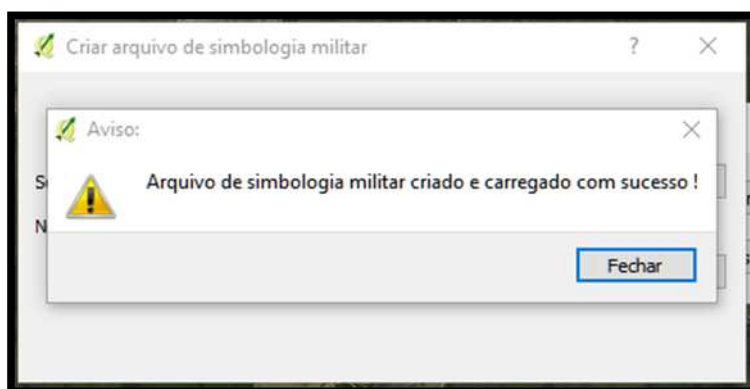 Criar arquivo de simbologia militar
Aviso:
Arquivo de simbologia militar criado e carregado com sucesso !
Fechar